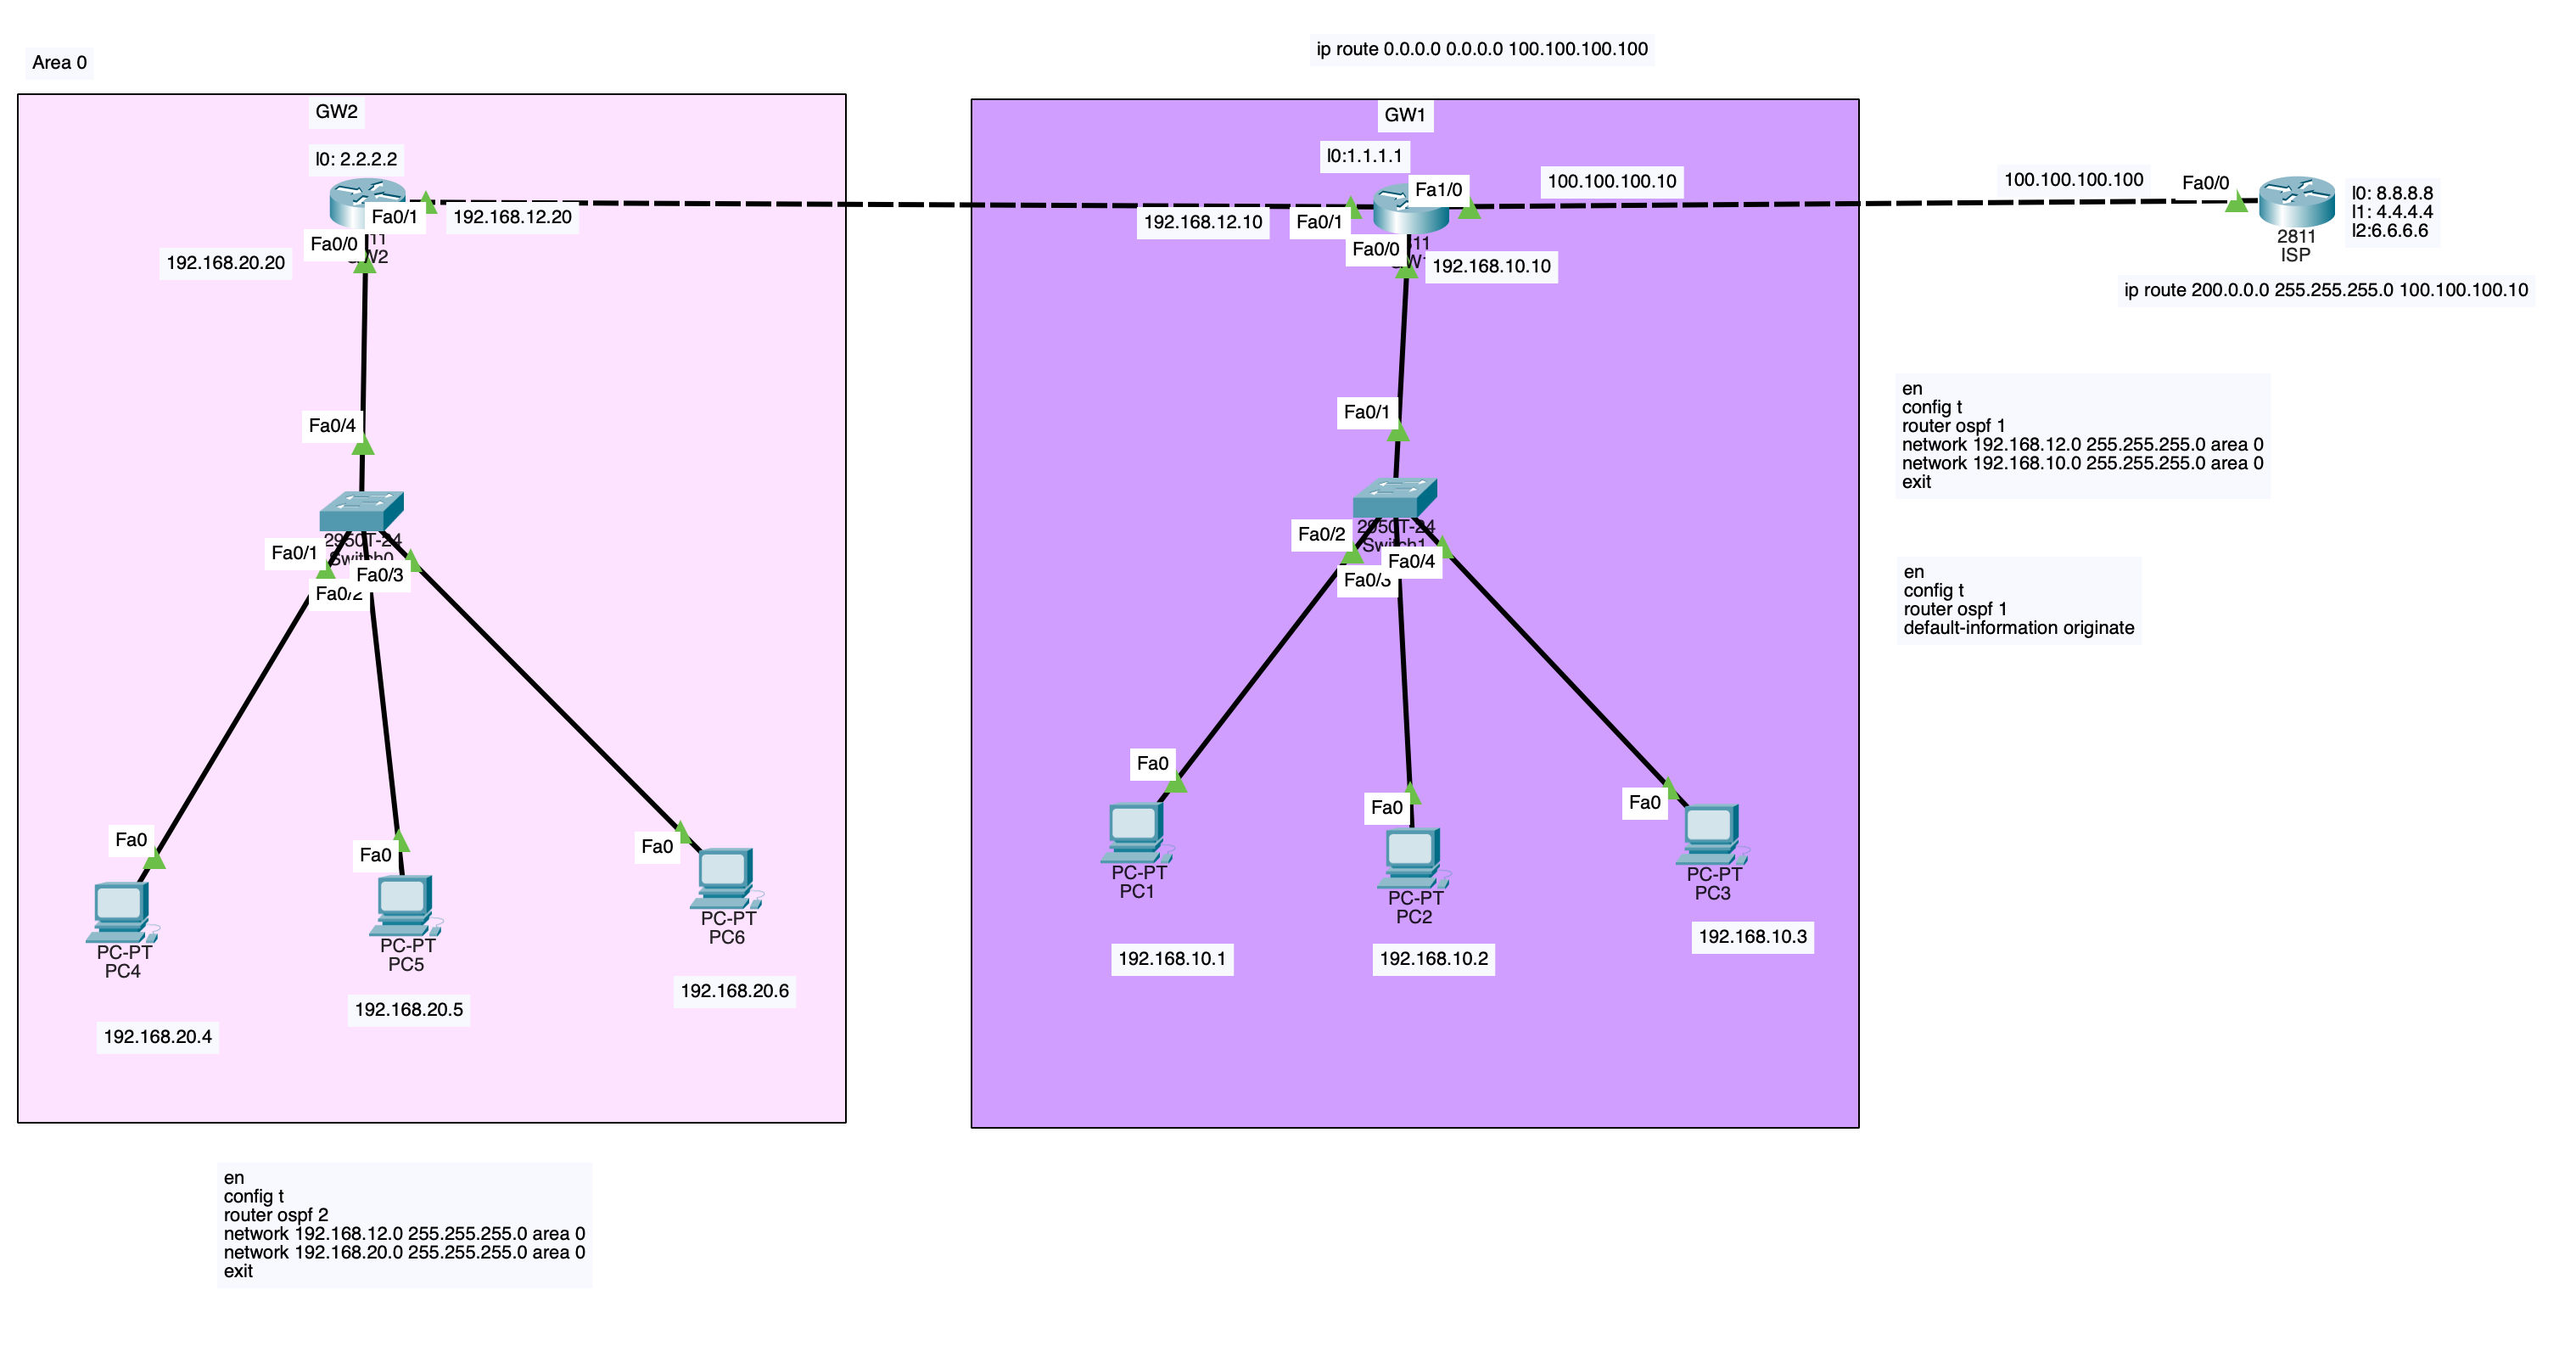 Area 0
ip route 0.0.0.0 0.0.0.0 100.100.100.100
GW2
l0: 2.2.2.2
Fa0/1
192.168.12.20
Fa0/0
192.168.20.20
Fa0/4
2950T-24
Switch0
Fa0/1
Fa0/3
Fa0/2
Fa0
PC-PT
PC4
192.168.20.4
Fa0
PC-PT
PC5
192.168.20.5
Fa0
PC-PT
PC6
192.168.20.6
en
config t
router ospf 2
network 192.168.12.0 255.255.255.0 area 0
network 192.168.20.0 255.255.255.0 area 0
exit
GW1
l0:1.1.1.1
Fa1/0
100.100.100.10
192.168.12.10
Fa0/1
Fa0/0
192.168.10.10
Fa0/1
2950T-24
Switch1
Fa0/2
Fa0/4
Fa0/3
Fa0
PC-PT
PC1
192.168.10.1
Fa0
PC-PT
PC2
192.168.10.2
Fa0
PC-PT
PC3
192.168.10.3
100.100.100.100
Fa0/0
2811
ISP
l0: 8.8.8.8
l1: 4.4.4.4
l2:6.6.6.6
ip route 200.0.0.0 255.255.255.0 100.100.100.10
en
config t
router ospf 1
network 192.168.12.0 255.255.255.0 area 0
network 192.168.10.0 255.255.255.0 area 0
exit
en
config t
router ospf 1
default-information originate